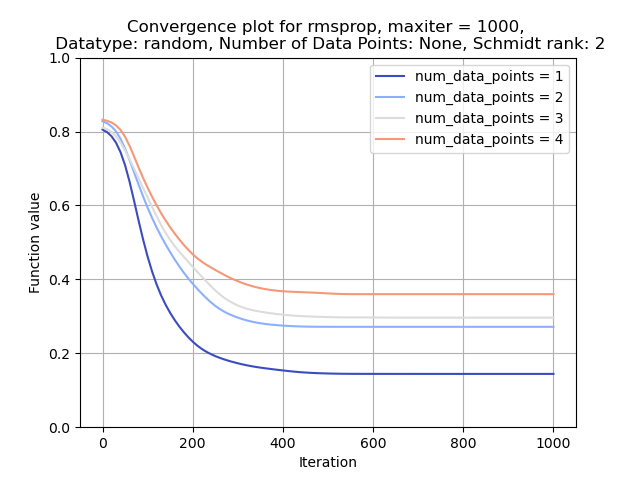 Convergence plot for rmsprop, maxiter = 1000,
Datatype: random, Number of Data Points: None, Schmidt rank: 2
num_data_points = 1
num_data_points = 2
num_data_points = 3
num_data_points = 4
Function value
1.0
0.8
0.6
0.4
0.2
0.0
0 200 400 600 800 1000
Iteration